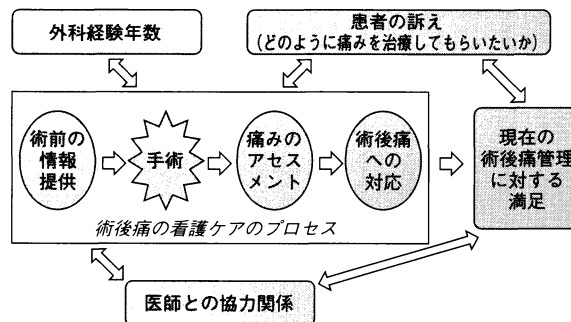 外科経験年数
患者の訴え
(どのように痛みを治療してもらいたいか)
術前の
情報
提供
手術
痛みの
アセス
メント
術後痛
への
対応
現在の
術後痛管理
に対する
満足
術後痛の看護ケアのプロセス
医師との協力関係